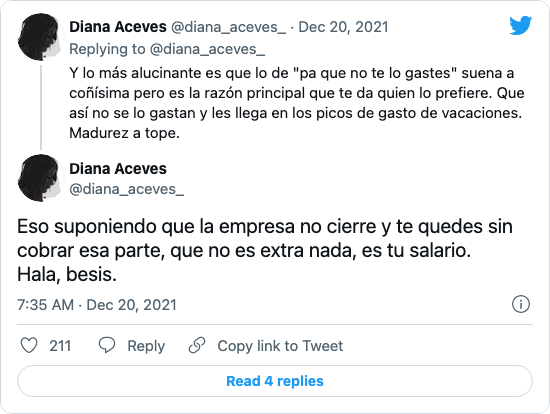 Diana Aceves @diana_aceves_ · Dec 20, 2021
Replying to @diana_aceves_
Y lo más alucinante es que lo de "pa que no te lo gastes" suena a
coñísima pero es la razón principal que te da quien lo prefiere. Que
así no se lo gastan y les llega en los picos de gasto de vacaciones.
Madurez a tope.
Diana Aceves
@diana_aceves_
Eso suponiendo que la empresa no cierre y te quedes sin
cobrar esa parte, que no es extra nada, es tu salario.
Hala, besis.
7:35 AM · Dec 20, 2021
211 Reply Copy link to Tweet
Read 4 replies